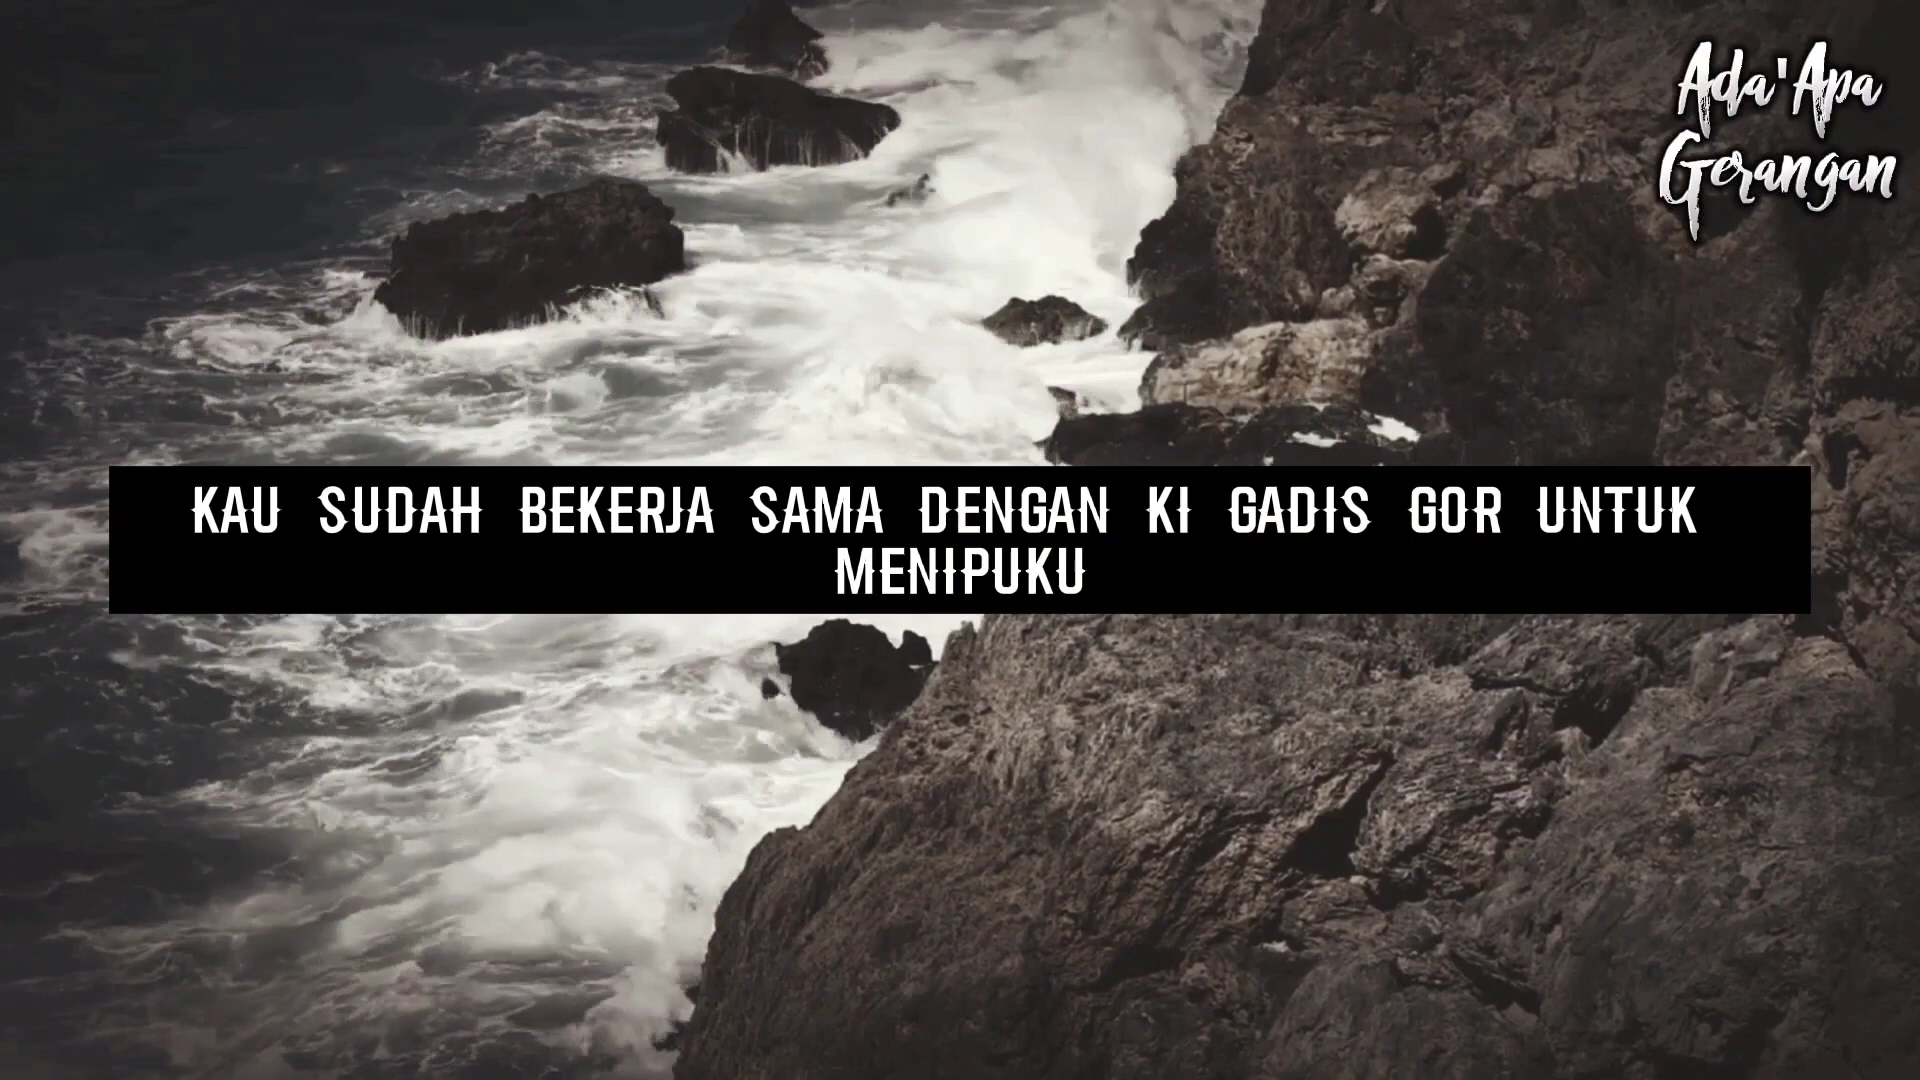 Ada'Apa
Gerangan
KAU SUDAH BEKERJA SAMA DENGAN KI GADIS GOR UNTUK
MENIPUKU